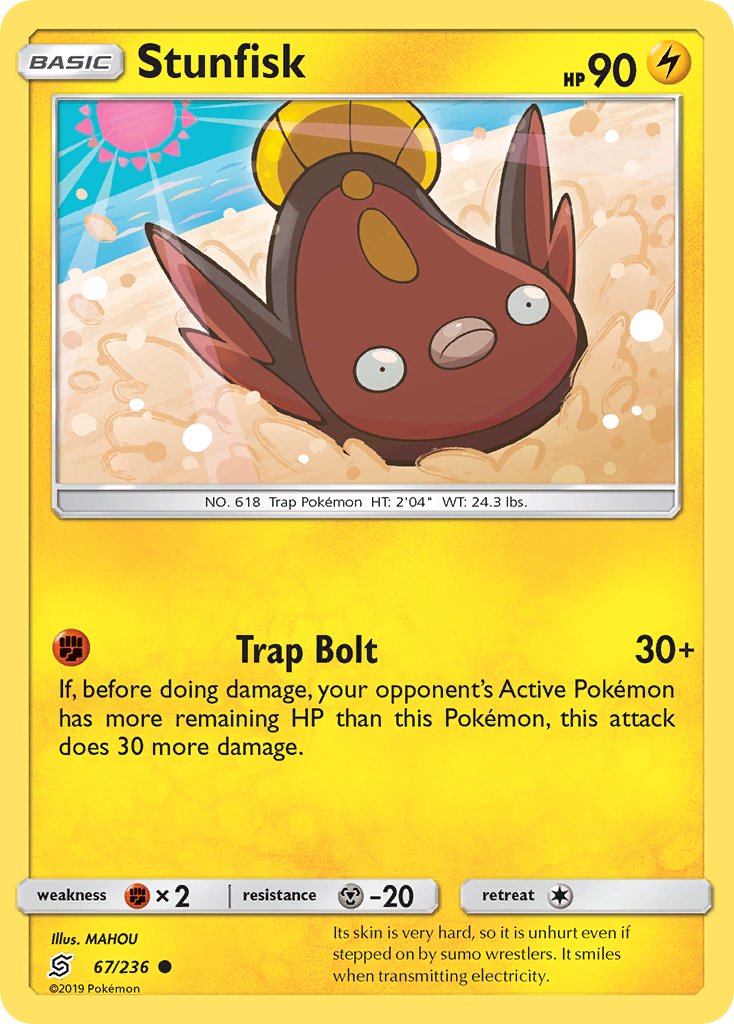 BASIC Stunfisk HP 90
NO. 618 Trap Pokémon HT: 2'04" WT: 24.3 lbs.
Trap Bolt 30+
If, before doing damage, your opponent's Active Pokémon
has more remaining HP than this Pokémon, this attack
does 30 more damage.
weakness ×2 resistance -20 retreat
Illus. MAHOU
67/236
©2019 Pokémon
Its skin is very hard, so it is unhurt even if
stepped on by sumo wrestlers. It smiles
when transmitting electricity.